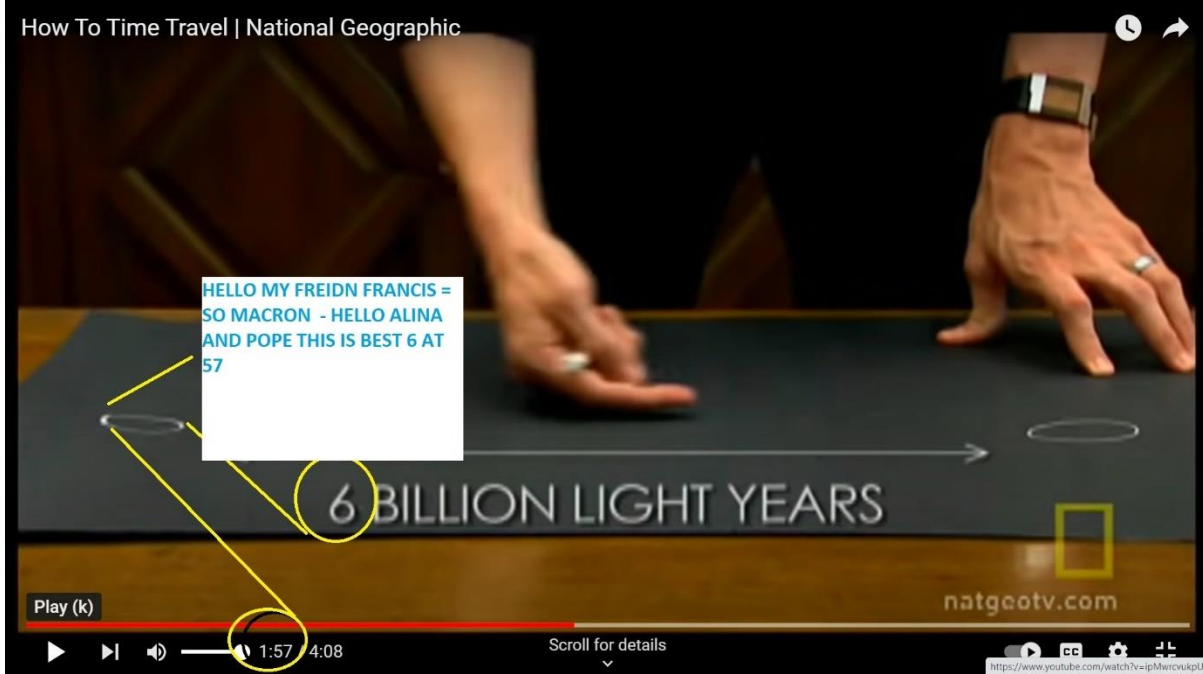 How To Time Travel | National Geographic
HELLO MY FREIDN FRANCIS =
SO MACRON - HELLO ALINA
AND POPE THIS IS BEST 6 AT
57
6 BILLION LIGHT YEARS
natgeotv.com
Play (k)
1:57 / 4:08
Scroll for details
CC
https://www.youtube.com/watch?v=ipMwrcvukpU